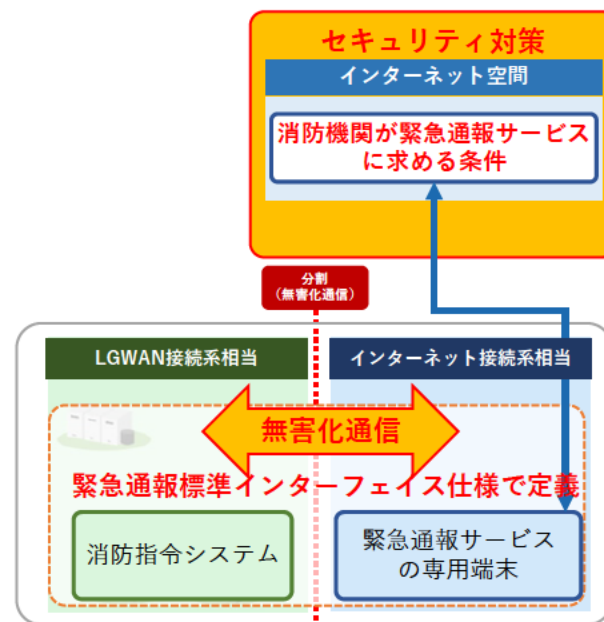 セキュリティ対策
インターネット空間
消防機関が緊急通報サービス
に求める条件
分割
（無害化通信）
LGWAN接続系相当
インターネット接続系相当
無害化通信
緊急通報標準インターフェイス仕様で定義
消防指令システム
緊急通報サービス
の専用端末